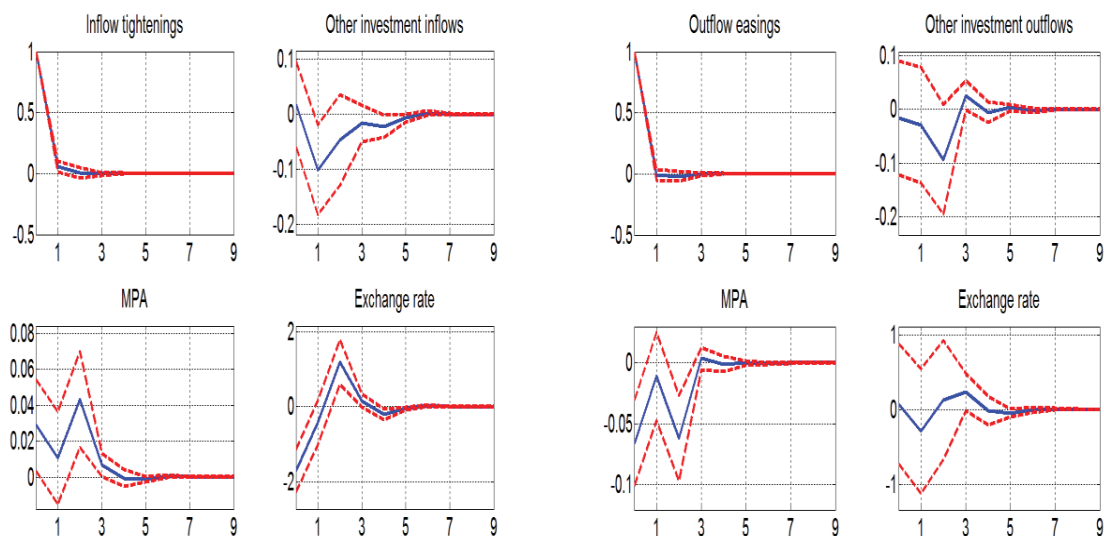 Inflow tightenings
Other investment inflows
Outflow easings
Other investment outflows
1
0.5
0
-0.5
1 3 5 7 9
0.1
0
-0.1
-0.2
1 3 5 7 9
1
0.5
0
-0.5
1 3 5 7 9
0.1
0
-0.1
-0.2
1 3 5 7 9
MPA
Exchange rate
MPA
Exchange rate
0.08
0.06
0.04
0.02
0
1 3 5 7 9
2
0
-2
1 3 5 7 9
0
-0.05
-0.1
1 3 5 7 9
1
0
-1
1 3 5 7 9